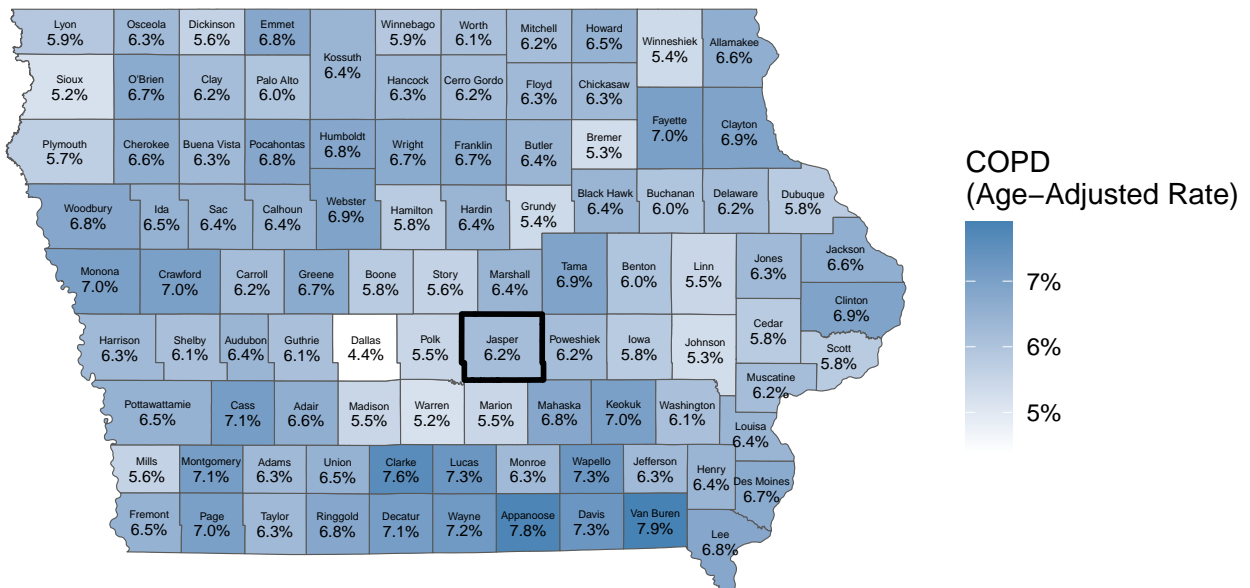 Lyon
5.9%
Osceola
6.3%
Dickinson
5.6%
Emmet
6.8%
Kossuth
6.4%
Winnebago
5.9%
Worth
6.1%
Mitchell
6.2%
Howard
6.5%
Winneshiek
5.4%
Allamakee
6.6%
Sioux
5.2%
O'Brien
6.7%
Clay
6.2%
Palo Alto
6.0%
Hancock
6.3%
Cerro Gordo
6.2%
Floyd
6.3%
Chickasaw
6.3%
Fayette
7.0%
Clayton
6.9%
Plymouth
5.7%
Cherokee
6.6%
Buena Vista
6.3%
Pocahontas
6.8%
Humboldt
6.8%
Wright
6.7%
Franklin
6.7%
Butler
6.4%
Bremer
5.3%
Woodbury
6.8%
Ida
6.5%
Sac
6.4%
Calhoun
6.4%
Webster
6.9%
Hamilton
5.8%
Hardin
6.4%
Grundy
5.4%
Black Hawk
6.4%
Buchanan
6.0%
Delaware
6.2%
Dubuque
5.8%
Monona
7.0%
Crawford
7.0%
Carroll
6.2%
Greene
6.7%
Boone
5.8%
Story
5.6%
Marshall
6.4%
Tama
6.9%
Benton
6.0%
Linn
5.5%
Jones
6.3%
Jackson
6.6%
Clinton
6.9%
Harrison
6.3%
Shelby
6.1%
Audubon
6.4%
Guthrie
6.1%
Dallas
4.4%
Polk
5.5%
Jasper
6.2%
Poweshiek
6.2%
Iowa
5.8%
Johnson
5.3%
Cedar
5.8%
Scott
5.8%
Muscatine
6.2%
Pottawattamie
6.5%
Cass
7.1%
Adair
6.6%
Madison
5.5%
Warren
5.2%
Marion
5.5%
Mahaska
6.8%
Keokuk
7.0%
Washington
6.1%
Louisa
6.4%
Mills
5.6%
Montgomery
7.1%
Adams
6.3%
Union
6.5%
Clarke
7.6%
Lucas
7.3%
Monroe
6.3%
Wapello
7.3%
Jefferson
6.3%
Henry
6.4%
Des Moines
6.7%
Fremont
6.5%
Page
7.0%
Taylor
6.3%
Ringgold
6.8%
Decatur
7.1%
Wayne
7.2%
Appanoose
7.8%
Davis
7.3%
Van Buren
7.9%
Lee
6.8%
COPD
(Age−Adjusted Rate)
7%
6%
5%